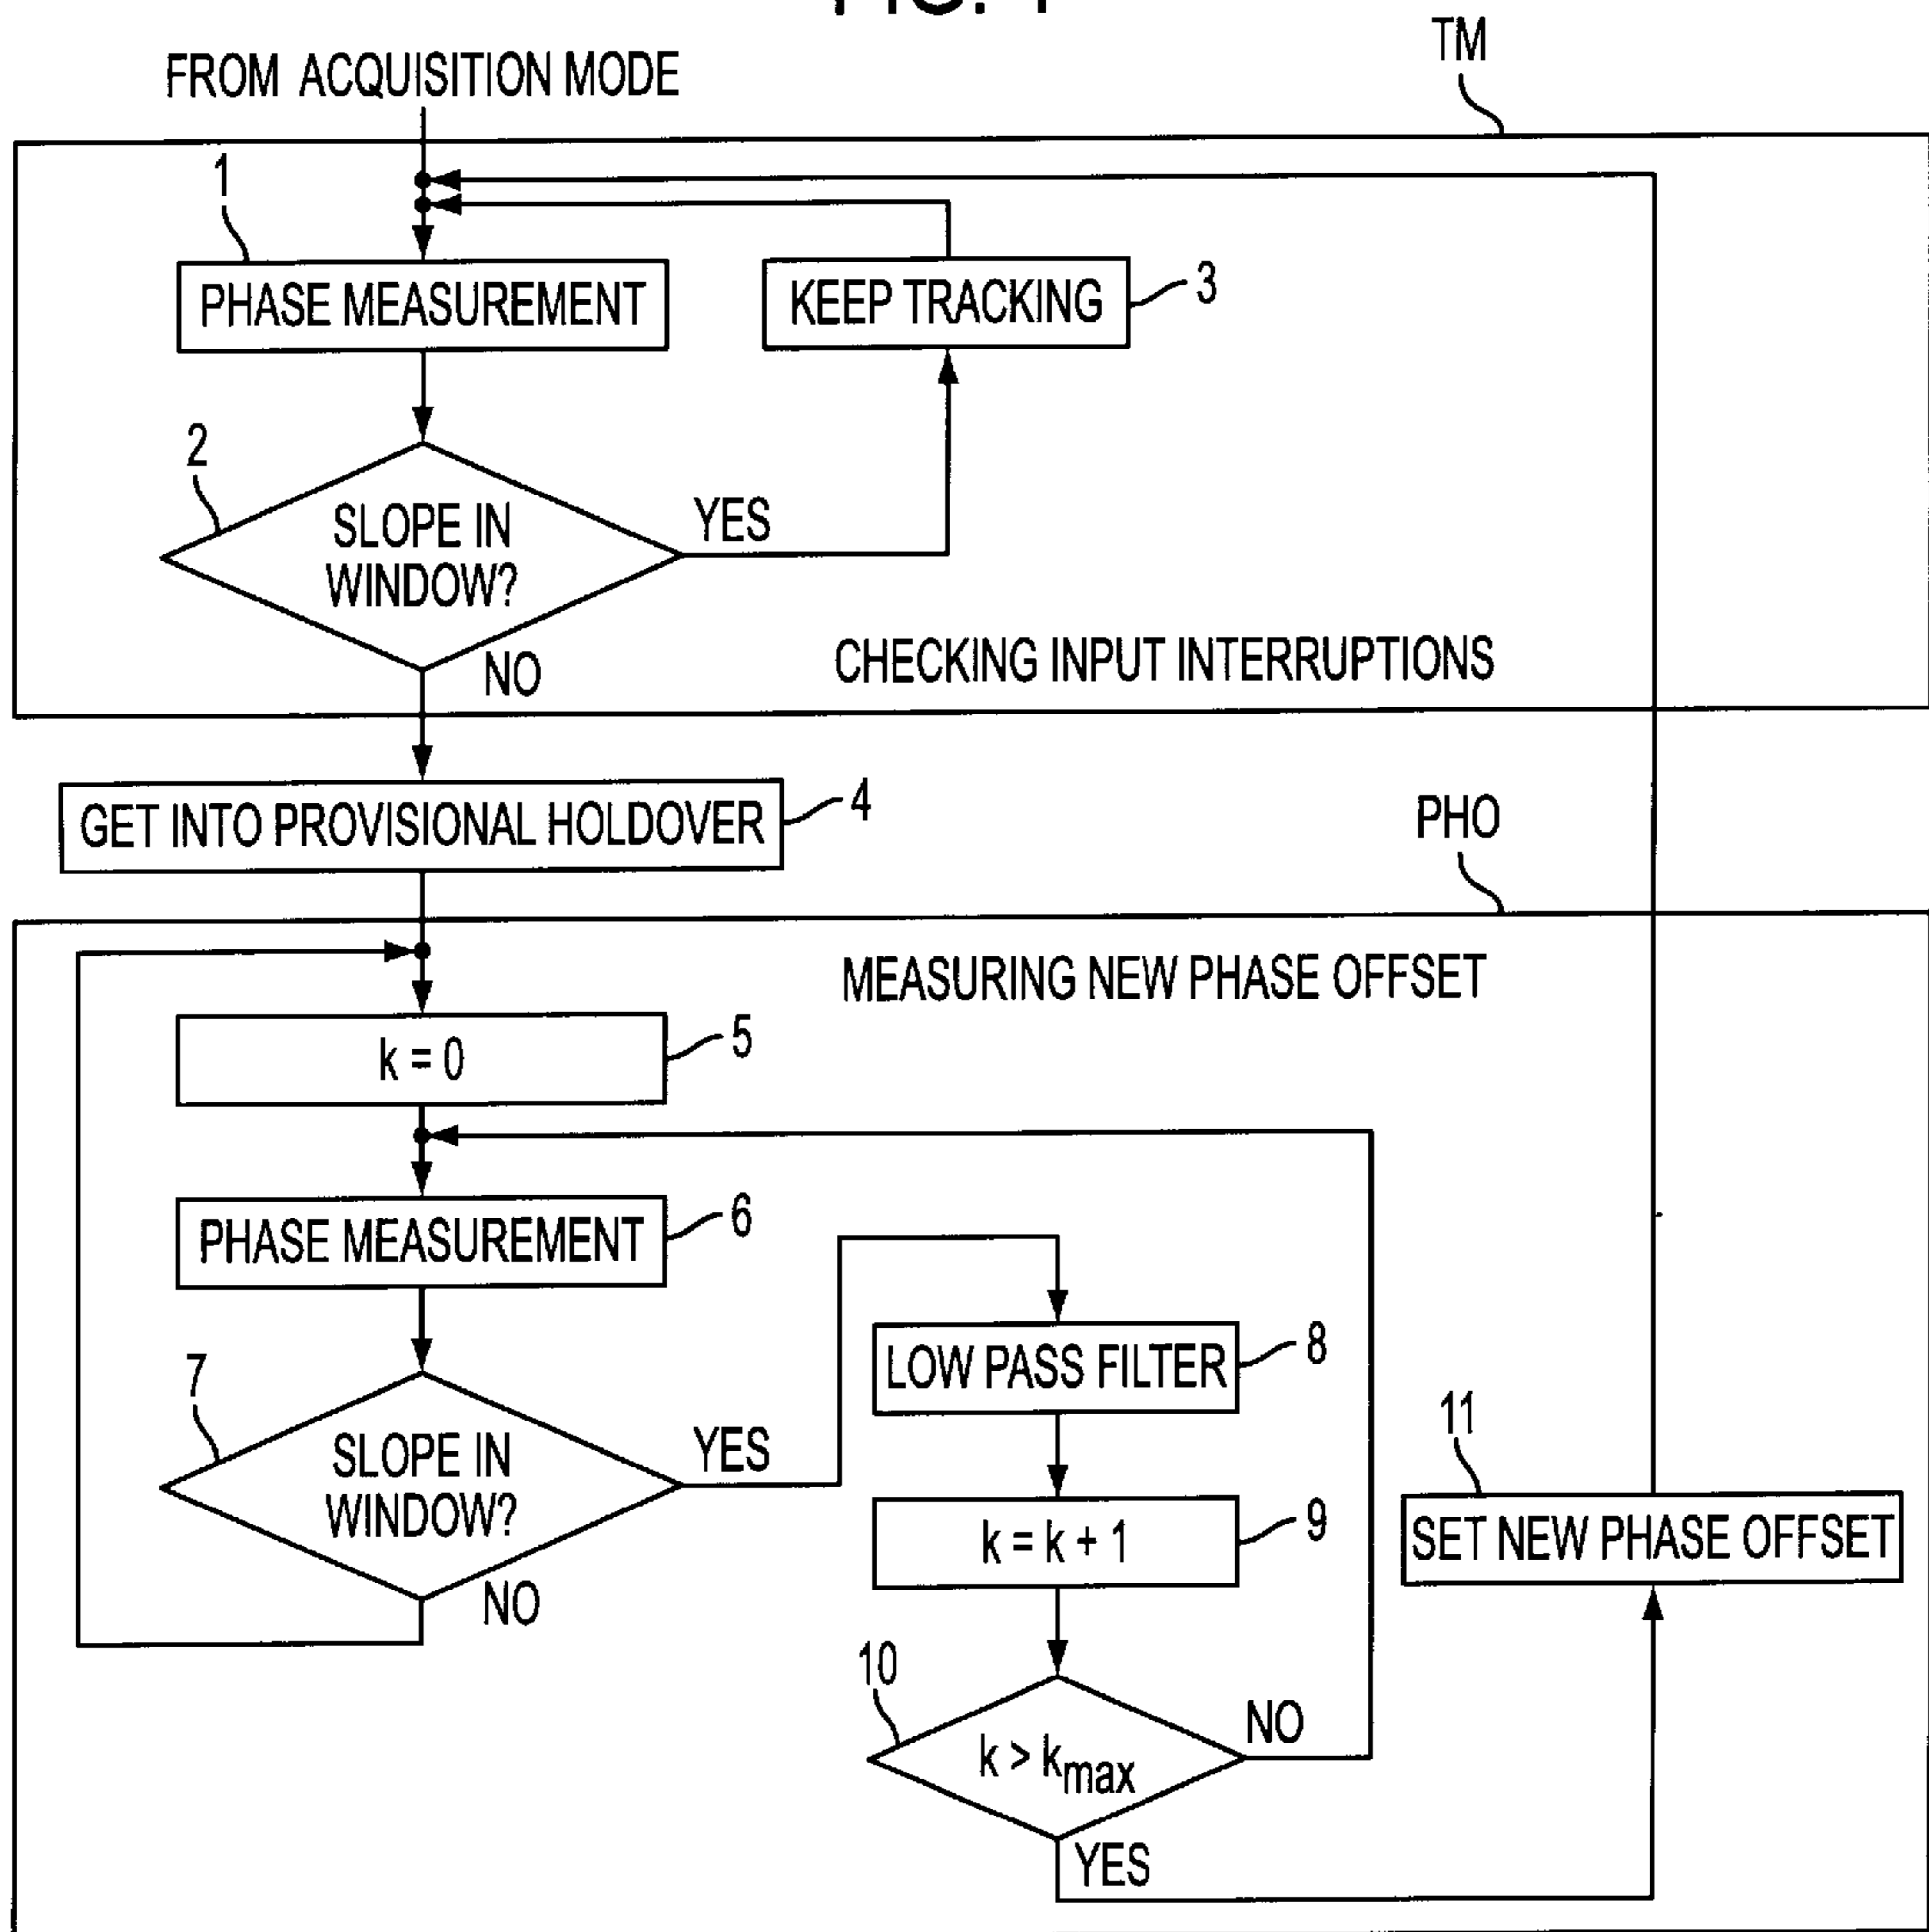 FROM ACQUISITION MODE
TM
1
PHASE MEASUREMENT
KEEP TRACKING
3
2
SLOPE IN
WINDOW?
YES
NO
CHECKING INPUT INTERRUPTIONS
GET INTO PROVISIONAL HOLDOVER
4
PHO
MEASURING NEW PHASE OFFSET
k = 0
5
PHASE MEASUREMENT
6
7
SLOPE IN
WINDOW?
YES
NO
LOW PASS FILTER
8
k = k + 1
9
10
k > kmax
NO
YES
11
SET NEW PHASE OFFSET